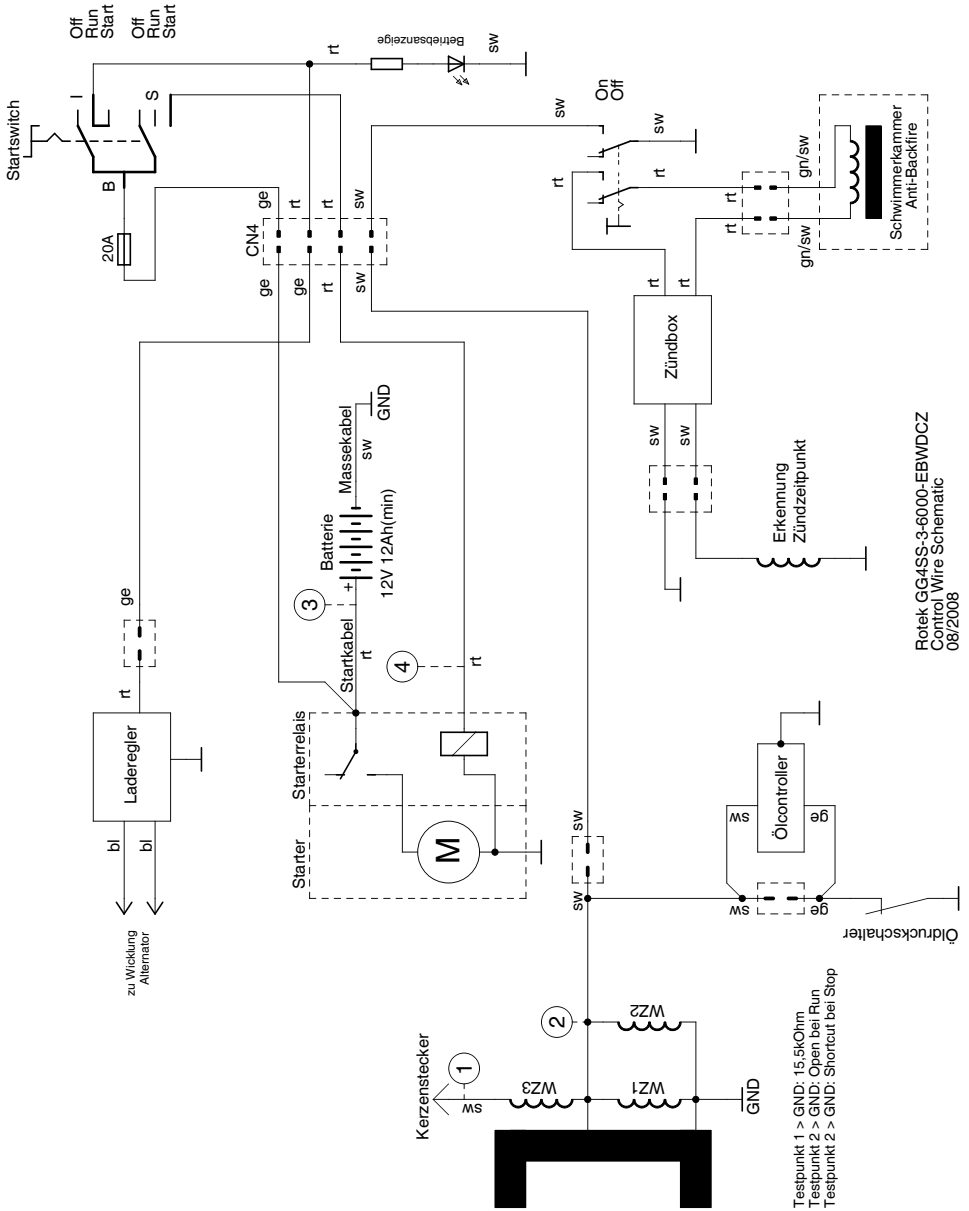 Startswitch
Off
Run
Start
Off
Run
Start
I
S
B
20A
rt
Betriebsanzeige
sw
CN4
ge
rt
rt
sw
ge
ge
rt
sw
sw
On
Off
sw
rt
rt
rt
rt
gn/sw
gn/sw
Schwimmerkammer
Anti-Backfire
rt
rt
Zündbox
sw
sw
Erkennung
Zündzeitpunkt
Batterie
+
12V 12Ah(min)
Massekabel
sw
GND
3
Startkabel
rt
4
rt
ge
rt
Laderegler
bl
bl
zu Wicklung
Alternator
Starterrelais
Starter
M
sw
sw
sw
ge
Ölcontroller
sw
ge
Öldruckschalter
Kerzenstecker
1
sw
2
WZ3
WZ2
WZ1
GND
Testpunkt 1 > GND: 15,5kOhm
Testpunkt 2 > GND: Open bei Run
Testpunkt 2 > GND: Shortcut bei Stop
Rotek GG4SS-3-6000-EBWDCZ
Control Wire Schematic
08/2008